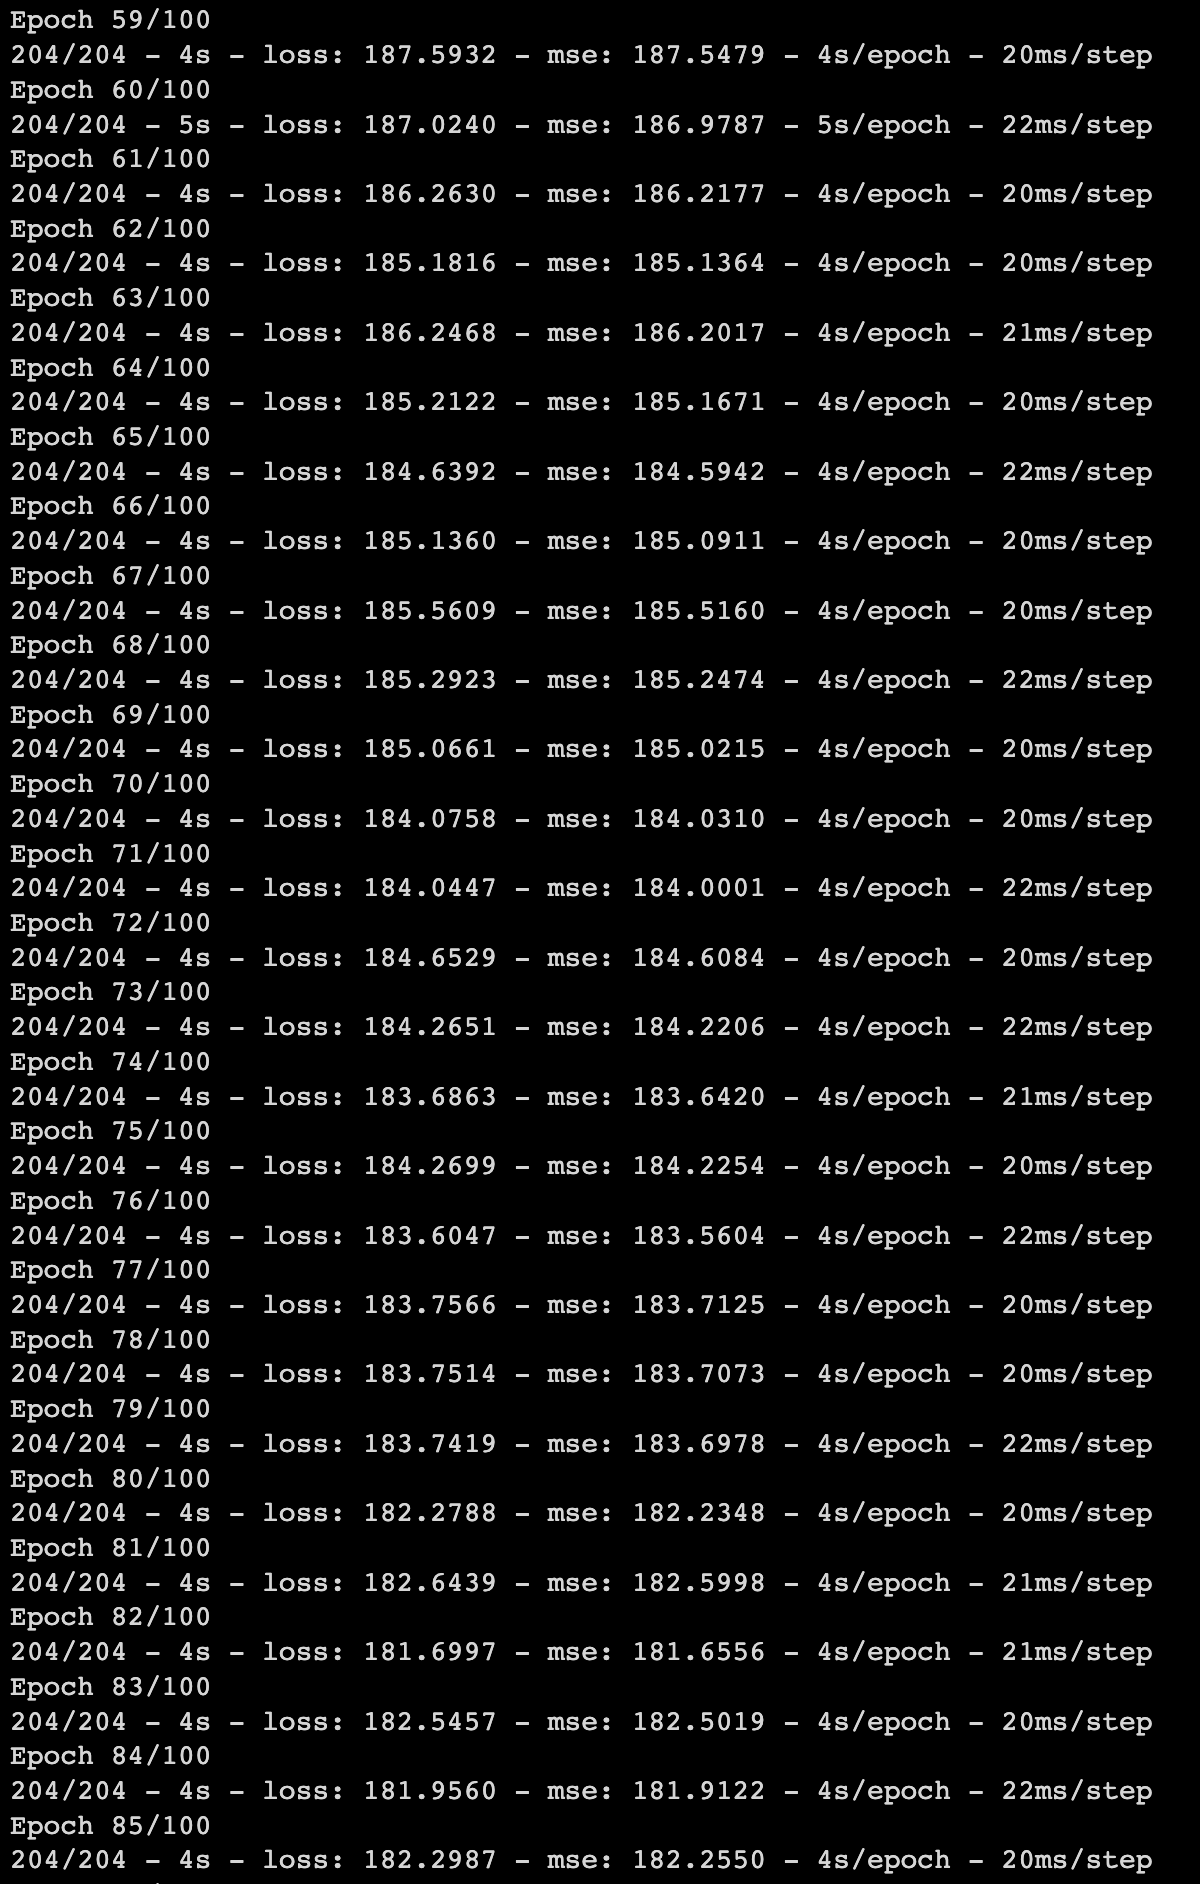 Epoch 59/100
204/204 - 4s - loss: 187.5932 - mse: 187.5479 - 4s/epoch - 20ms/step
Epoch 60/100
204/204 - 5s - loss: 187.0240 - mse: 186.9787 - 5s/epoch - 22ms/step
Epoch 61/100
204/204 - 4s - loss: 186.2630 - mse: 186.2177 - 4s/epoch - 20ms/step
Epoch 62/100
204/204 - 4s - loss: 185.1816 - mse: 185.1364 - 4s/epoch - 20ms/step
Epoch 63/100
204/204 - 4s - loss: 186.2468 - mse: 186.2017 - 4s/epoch - 21ms/step
Epoch 64/100
204/204 - 4s - loss: 185.2122 - mse: 185.1671 - 4s/epoch - 20ms/step
Epoch 65/100
204/204 - 4s - loss: 184.6392 - mse: 184.5942 - 4s/epoch - 22ms/step
Epoch 66/100
204/204 - 4s - loss: 185.1360 - mse: 185.0911 - 4s/epoch - 20ms/step
Epoch 67/100
204/204 - 4s - loss: 185.5609 - mse: 185.5160 - 4s/epoch - 20ms/step
Epoch 68/100
204/204 - 4s - loss: 185.2923 - mse: 185.2474 - 4s/epoch - 22ms/step
Epoch 69/100
204/204 - 4s - loss: 185.0661 - mse: 185.0215 - 4s/epoch - 20ms/step
Epoch 70/100
204/204 - 4s - loss: 184.0758 - mse: 184.0310 - 4s/epoch - 20ms/step
Epoch 71/100
204/204 - 4s - loss: 184.0447 - mse: 184.0001 - 4s/epoch - 22ms/step
Epoch 72/100
204/204 - 4s - loss: 184.6529 - mse: 184.6084 - 4s/epoch - 20ms/step
Epoch 73/100
204/204 - 4s - loss: 184.2651 - mse: 184.2206 - 4s/epoch - 22ms/step
Epoch 74/100
204/204 - 4s - loss: 183.6863 - mse: 183.6420 - 4s/epoch - 21ms/step
Epoch 75/100
204/204 - 4s - loss: 184.2699 - mse: 184.2254 - 4s/epoch - 20ms/step
Epoch 76/100
204/204 - 4s - loss: 183.6047 - mse: 183.5604 - 4s/epoch - 22ms/step
Epoch 77/100
204/204 - 4s - loss: 183.7566 - mse: 183.7125 - 4s/epoch - 20ms/step
Epoch 78/100
204/204 - 4s - loss: 183.7514 - mse: 183.7073 - 4s/epoch - 20ms/step
Epoch 79/100
204/204 - 4s - loss: 183.7419 - mse: 183.6978 - 4s/epoch - 22ms/step
Epoch 80/100
204/204 - 4s - loss: 182.2788 - mse: 182.2348 - 4s/epoch - 20ms/step
Epoch 81/100
204/204 - 4s - loss: 182.6439 - mse: 182.5998 - 4s/epoch - 21ms/step
Epoch 82/100
204/204 - 4s - loss: 181.6997 - mse: 181.6556 - 4s/epoch - 21ms/step
Epoch 83/100
204/204 - 4s - loss: 182.5457 - mse: 182.5019 - 4s/epoch - 20ms/step
Epoch 84/100
204/204 - 4s - loss: 181.9560 - mse: 181.9122 - 4s/epoch - 22ms/step
Epoch 85/100
204/204 - 4s - loss: 182.2987 - mse: 182.2550 - 4s/epoch - 20ms/step